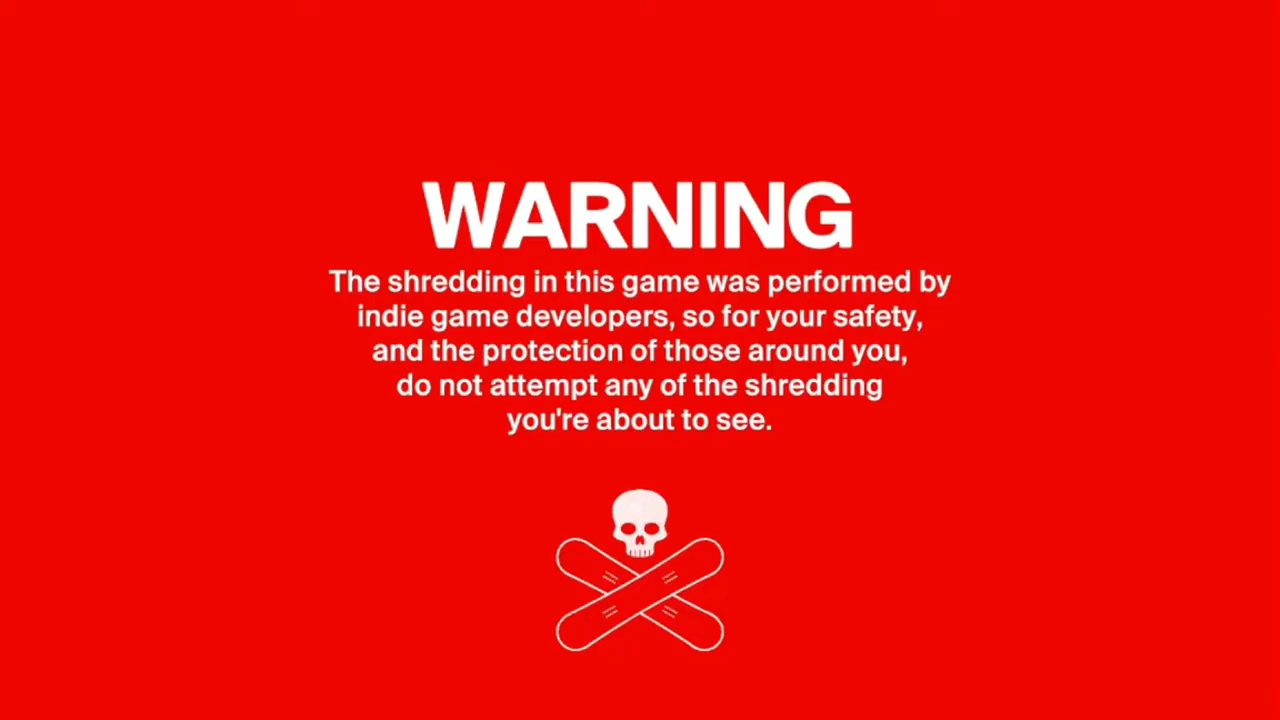 WARNING
The shredding in this game was performed by
indie game developers, so for your safety,
and the protection of those around you,
do not attempt any of the shredding
you're about to see.